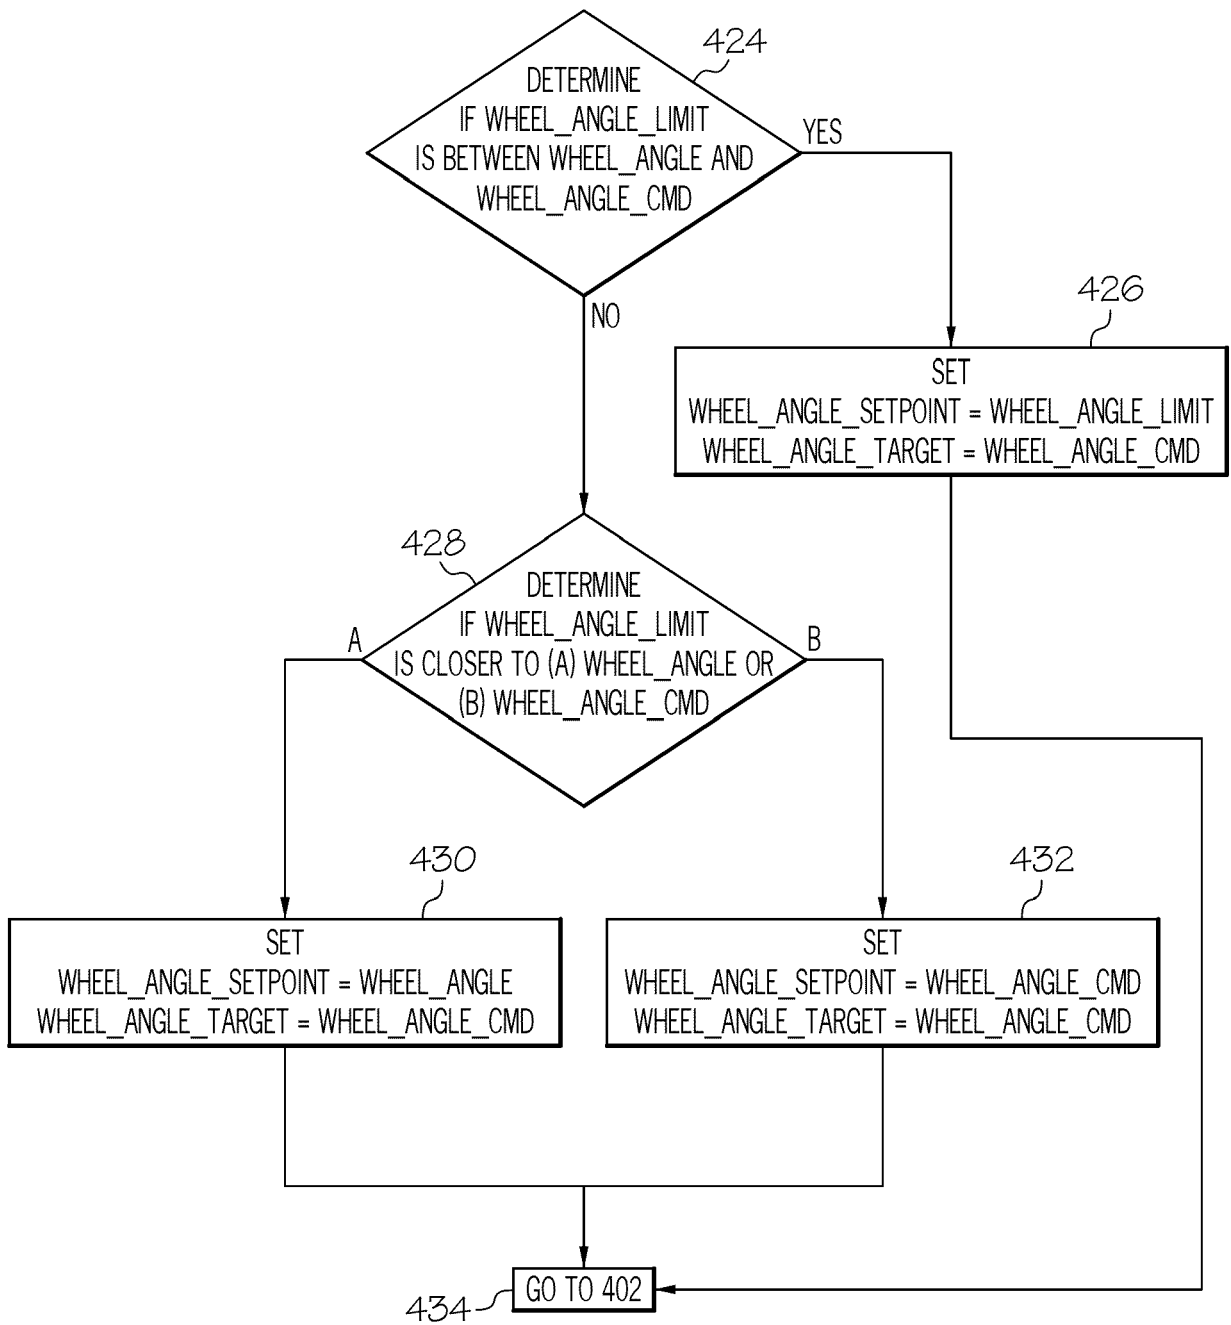 424
DETERMINE
IF WHEEL_ANGLE_LIMIT
IS BETWEEN WHEEL_ANGLE AND
WHEEL_ANGLE_CMD
YES
NO
426
SET
WHEEL_ANGLE_SETPOINT = WHEEL_ANGLE_LIMIT
WHEEL_ANGLE_TARGET = WHEEL_ANGLE_CMD
428
DETERMINE
IF WHEEL_ANGLE_LIMIT
IS CLOSER TO (A) WHEEL_ANGLE OR
(B) WHEEL_ANGLE_CMD
A
B
430
SET
WHEEL_ANGLE_SETPOINT = WHEEL_ANGLE
WHEEL_ANGLE_TARGET = WHEEL_ANGLE_CMD
432
SET
WHEEL_ANGLE_SETPOINT = WHEEL_ANGLE_CMD
WHEEL_ANGLE_TARGET = WHEEL_ANGLE_CMD
GO TO 402
434